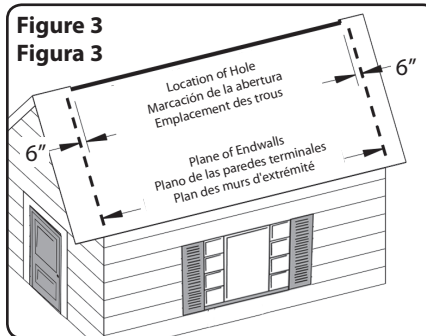 Figure 3
Figura 3
Location of Hole
Marcación de la abertura
Emplacement des trous
6”
6”
Plane of Endwalls
Plano de las paredes terminales
Plan des murs d'extrémité